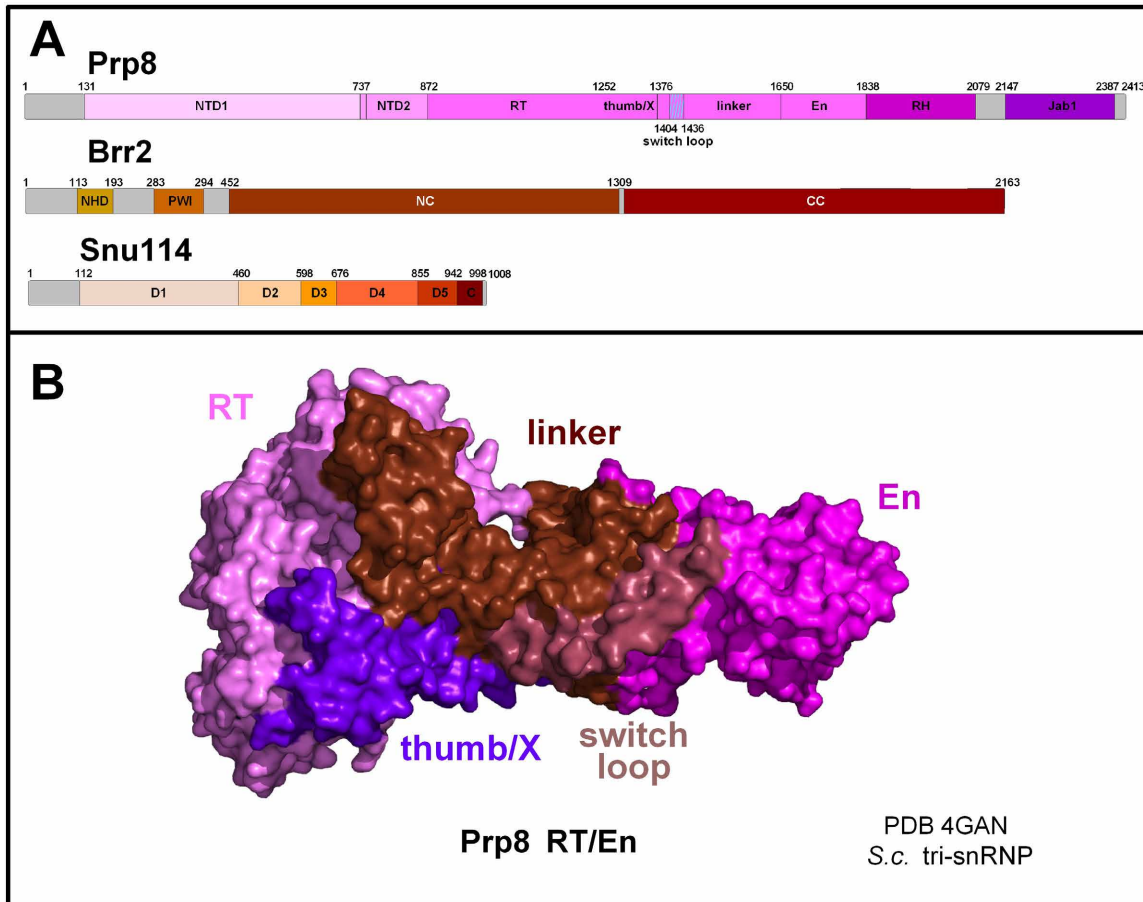 A
Prp8
1 131 737 872 1252 1376 1650 1838 2079 2147 2387 2413
NTD1 NTD2 RT thumb/X linker En RH Jab1
1404 1436
switch loop
Brr2
1 113 193 283 294 452 1309 2163
NHD PWI NC CC
Snu114
1 112 460 598 676 855 942 998 1008
D1 D2 D3 D4 D5 C
B
RT
linker
En
thumb/X
switch
loop
Prp8 RT/En
PDB 4GAN
S.c. tri-snRNP